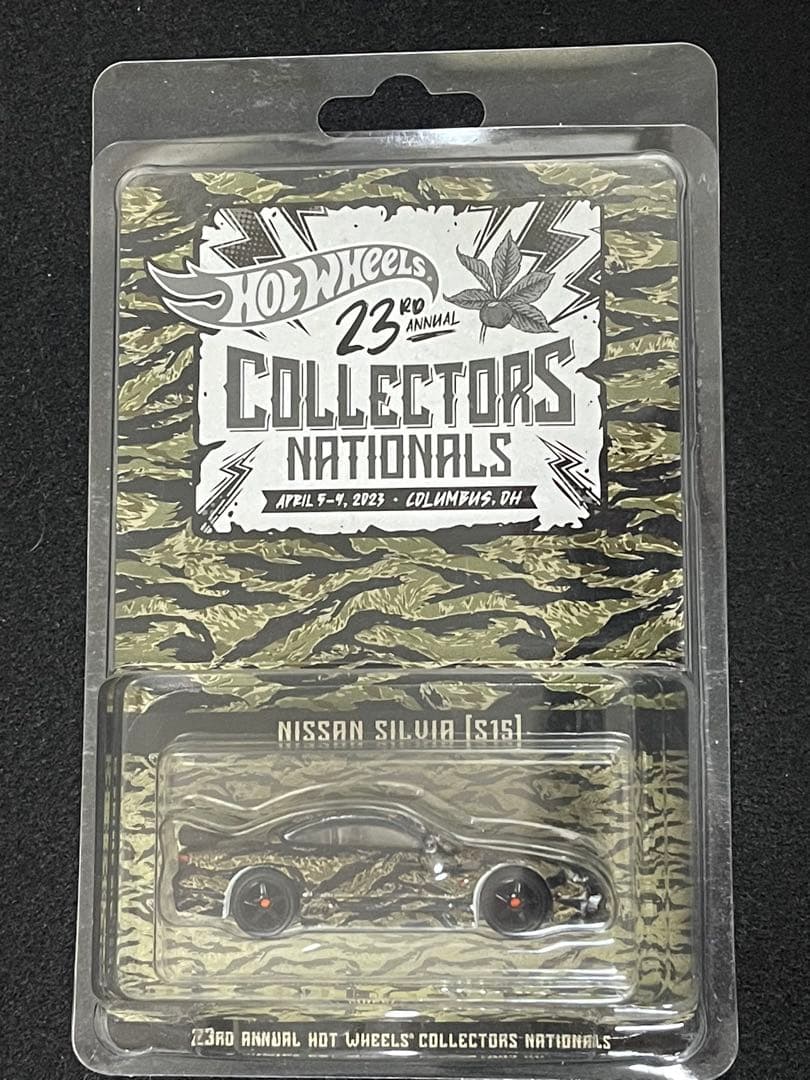 HOT WHEELS®
23RD
ANNUAL
COLLECTORS
NATIONALS
APRIL 5-9, 2023 · COLUMBUS, OH
NISSAN SILVIA [S15]
23RD ANNUAL HOT WHEELS® COLLECTORS NATIONALS